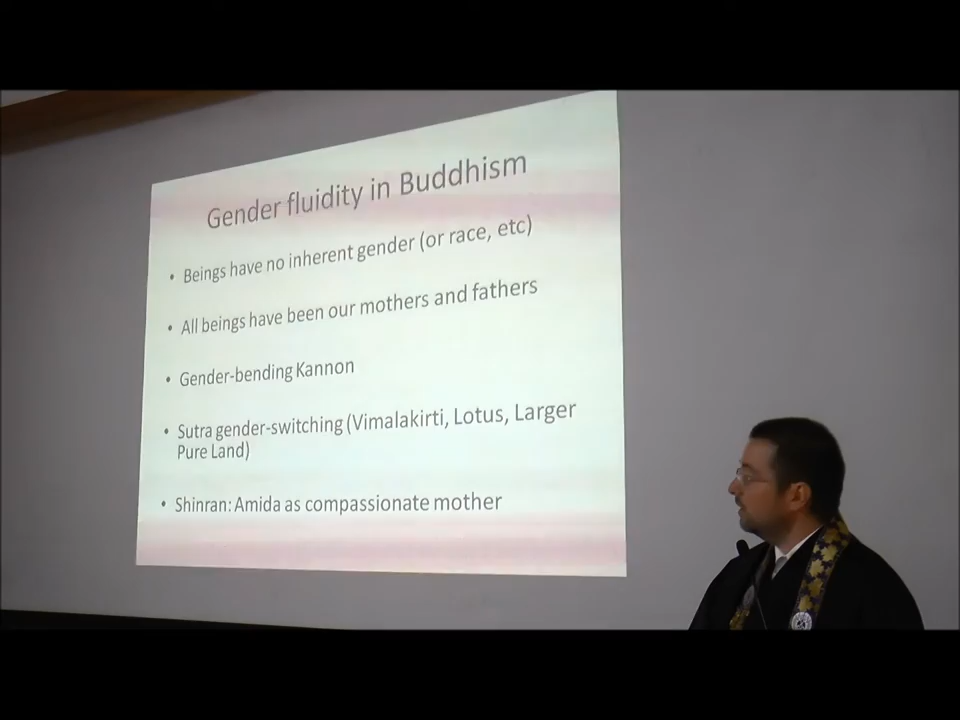 Gender fluidity in Buddhism
• Beings have no inherent gender (or race, etc)
• All beings have been our mothers and fathers
• Gender-bending Kannon
• Sutra gender-switching (Vimalakirti, Lotus, Larger
Pure Land)
• Shinran: Amida as compassionate mother